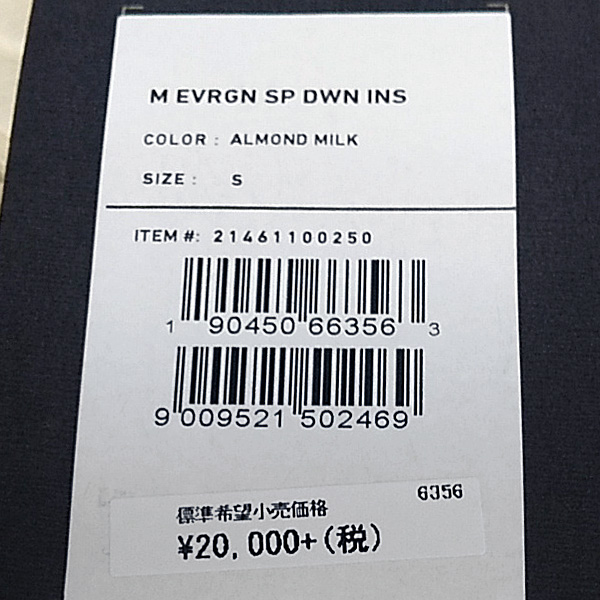 M EVRGN SP DWN INS
COLOR : ALMOND MILK
SIZE : S
ITEM #: 21461100250
1 90450 66356 3
9 009521 502469
6356
標準希望小売価格
¥20,000+(税)